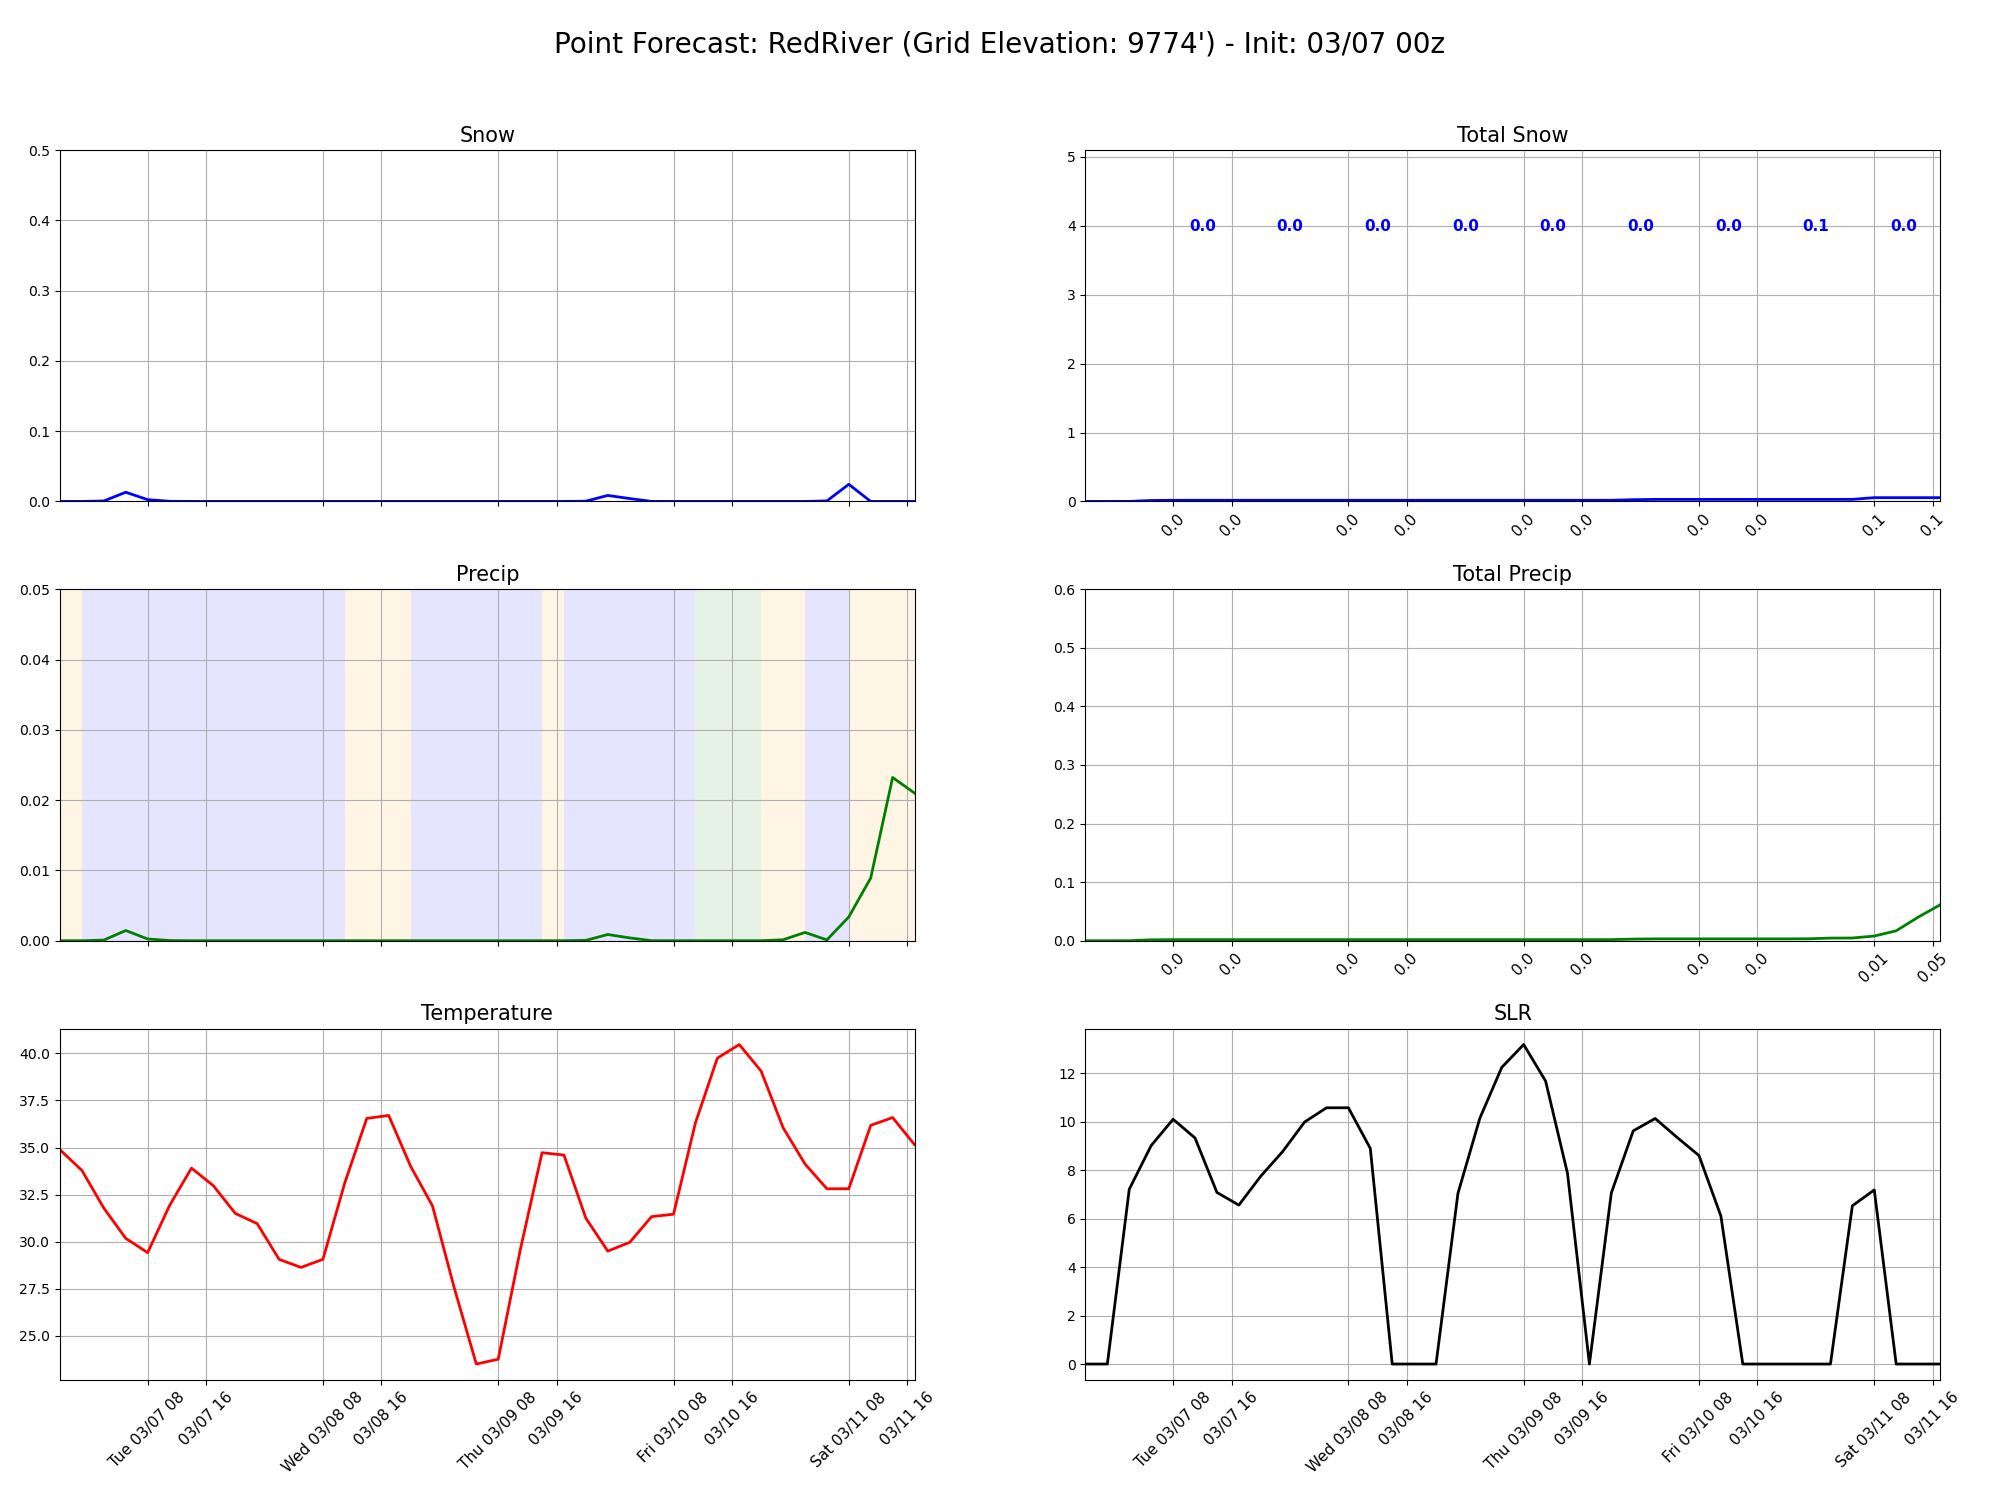 Point Forecast: RedRiver (Grid Elevation: 9774') - Init: 03/07 00z
Snow
0.5
0.4
0.3
0.2
0.1
0.0
Total Snow
5
4
3
2
1
0
0.0 0.0 0.0 0.0 0.0 0.0 0.0 0.1 0.0
0.0 0.0 0.0 0.0 0.0 0.0 0.0 0.0 0.1 0.1
Precip
0.05
0.04
0.03
0.02
0.01
0.00
Total Precip
0.6
0.5
0.4
0.3
0.2
0.1
0.0
0.0 0.0 0.0 0.0 0.0 0.0 0.0 0.0 0.01 0.05
Temperature
40.0
37.5
35.0
32.5
30.0
27.5
25.0
Tue 03/07 08
03/07 16
Wed 03/08 08
03/08 16
Thu 03/09 08
03/09 16
Fri 03/10 08
03/10 16
Sat 03/11 08
03/11 16
SLR
12
10
8
6
4
2
0
Tue 03/07 08
03/07 16
Wed 03/08 08
03/08 16
Thu 03/09 08
03/09 16
Fri 03/10 08
03/10 16
Sat 03/11 08
03/11 16